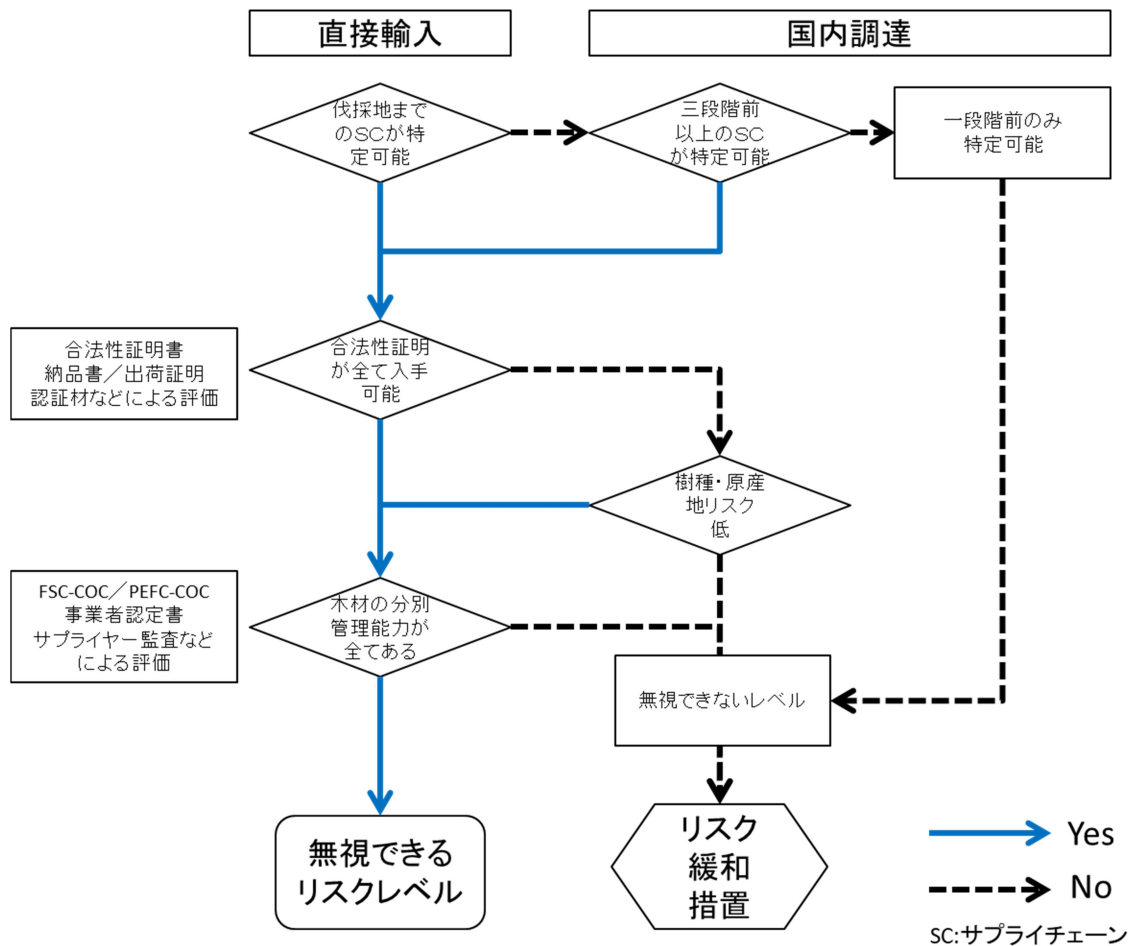 直接輸入
国内調達
伐採地まで
のSCが特
定可能
三段階前
以上のSC
が特定可能
一段階前のみ
特定可能
合法性証明書
納品書／出荷証明
認証材などによる評価
合法性証明
が全て入手
可能
樹種・原産
地リスク
低
FSC-COC／PEFC-COC
事業者認定書
サプライヤー監査など
による評価
木材の分別
管理能力が
全てある
無視できないレベル
無視できる
リスクレベル
リスク
緩和
措置
Yes
No
SC:サプライチェーン